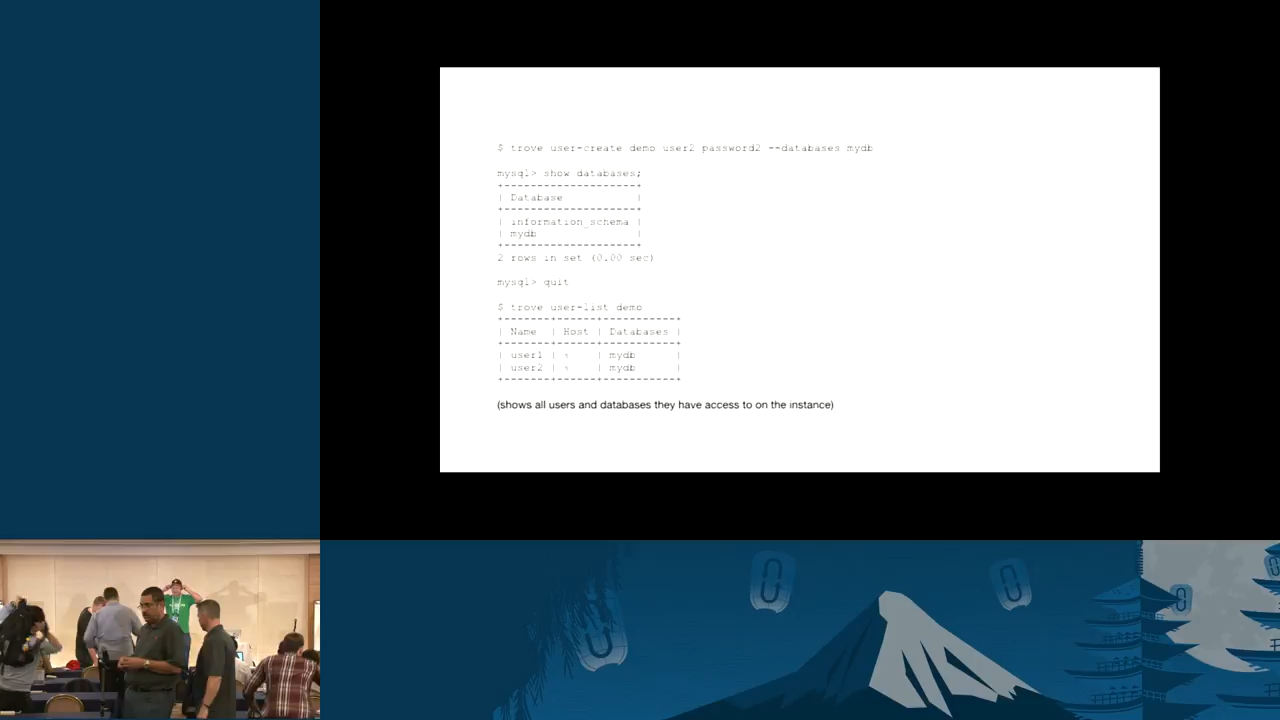 $ trove user-create demo user2 password2 --databases mydb
mysql> show databases;
+--------------------+
| Database           |
+--------------------+
| information_schema |
| mydb               |
+--------------------+
2 rows in set (0.00 sec)
mysql> quit
$ trove user-list demo
+-------+------+-----------+
| Name  | Host | Databases |
+-------+------+-----------+
| user1 | %    | mydb      |
| user2 | %    | mydb      |
+-------+------+-----------+
(shows all users and databases they have access to on the instance)